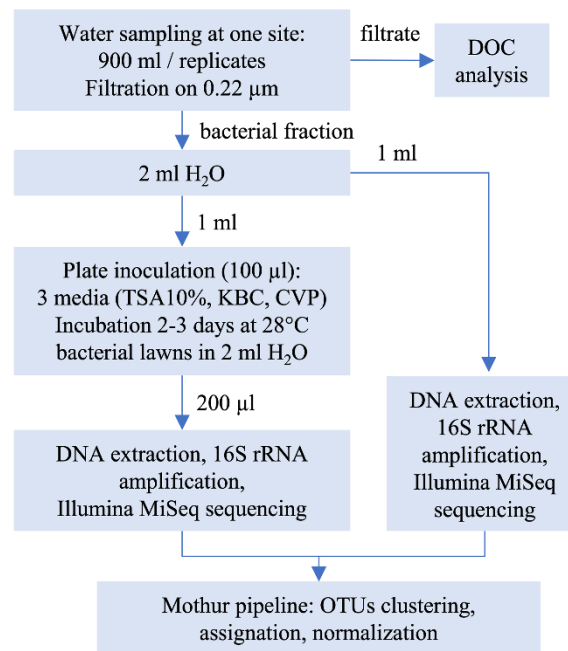 Water sampling at one site:
900 ml / replicates
Filtration on 0.22 µm
filtrate
DOC
analysis
bacterial fraction
2 ml H₂O
1 ml
1 ml
Plate inoculation (100 µl):
3 media (TSA10%, KBC, CVP)
Incubation 2-3 days at 28°C
bacterial lawns in 2 ml H₂O
200 µl
DNA extraction, 16S rRNA
amplification,
Illumina MiSeq sequencing
DNA extraction,
16S rRNA
amplification,
Illumina MiSeq
sequencing
Mothur pipeline: OTUs clustering,
assignation, normalization